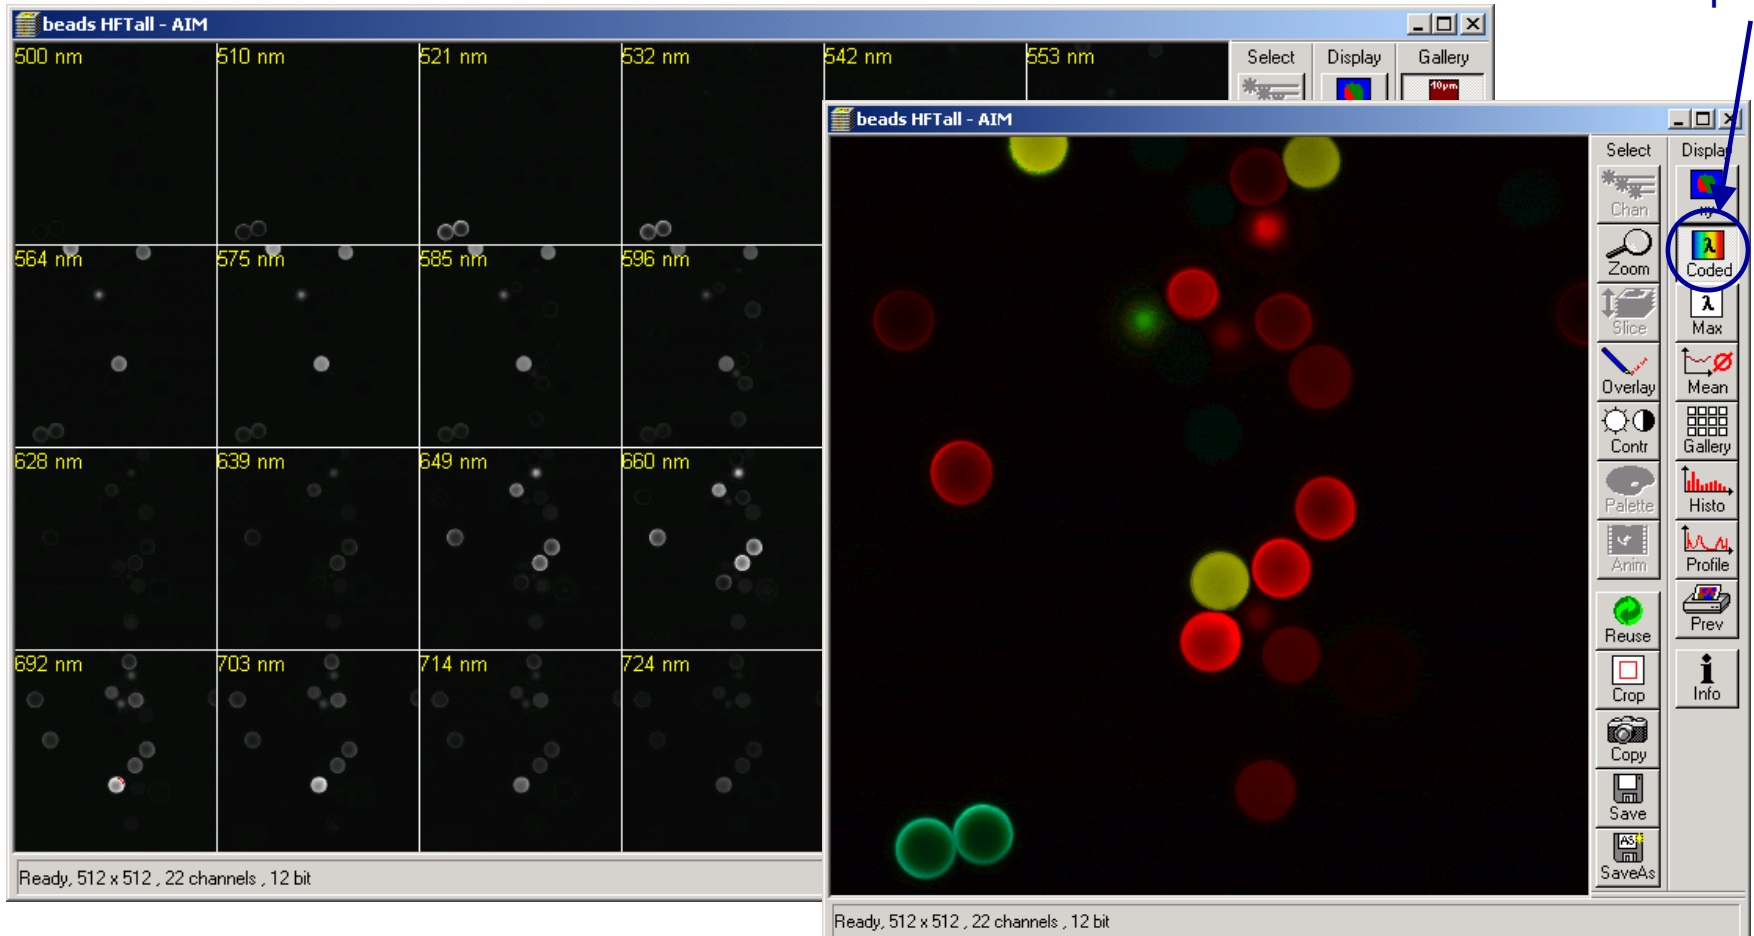 beads HFTall - AIM
500 nm
510 nm
521 nm
532 nm
542 nm
553 nm
Select
Display
Gallery
10µm
564 nm
575 nm
585 nm
596 nm
628 nm
639 nm
649 nm
660 nm
692 nm
703 nm
714 nm
724 nm
Ready, 512 x 512 , 22 channels , 12 bit
beads HFTall - AIM
Select
Chan
Zoom
Slice
Overlay
Contr
Palette
Anim
Reuse
Crop
Copy
Save
AS
SaveAs
Display
xy
λ
Coded
λ
Max
Mean
Gallery
Histo
Profile
Prev
i
Info
Ready, 512 x 512 , 22 channels , 12 bit